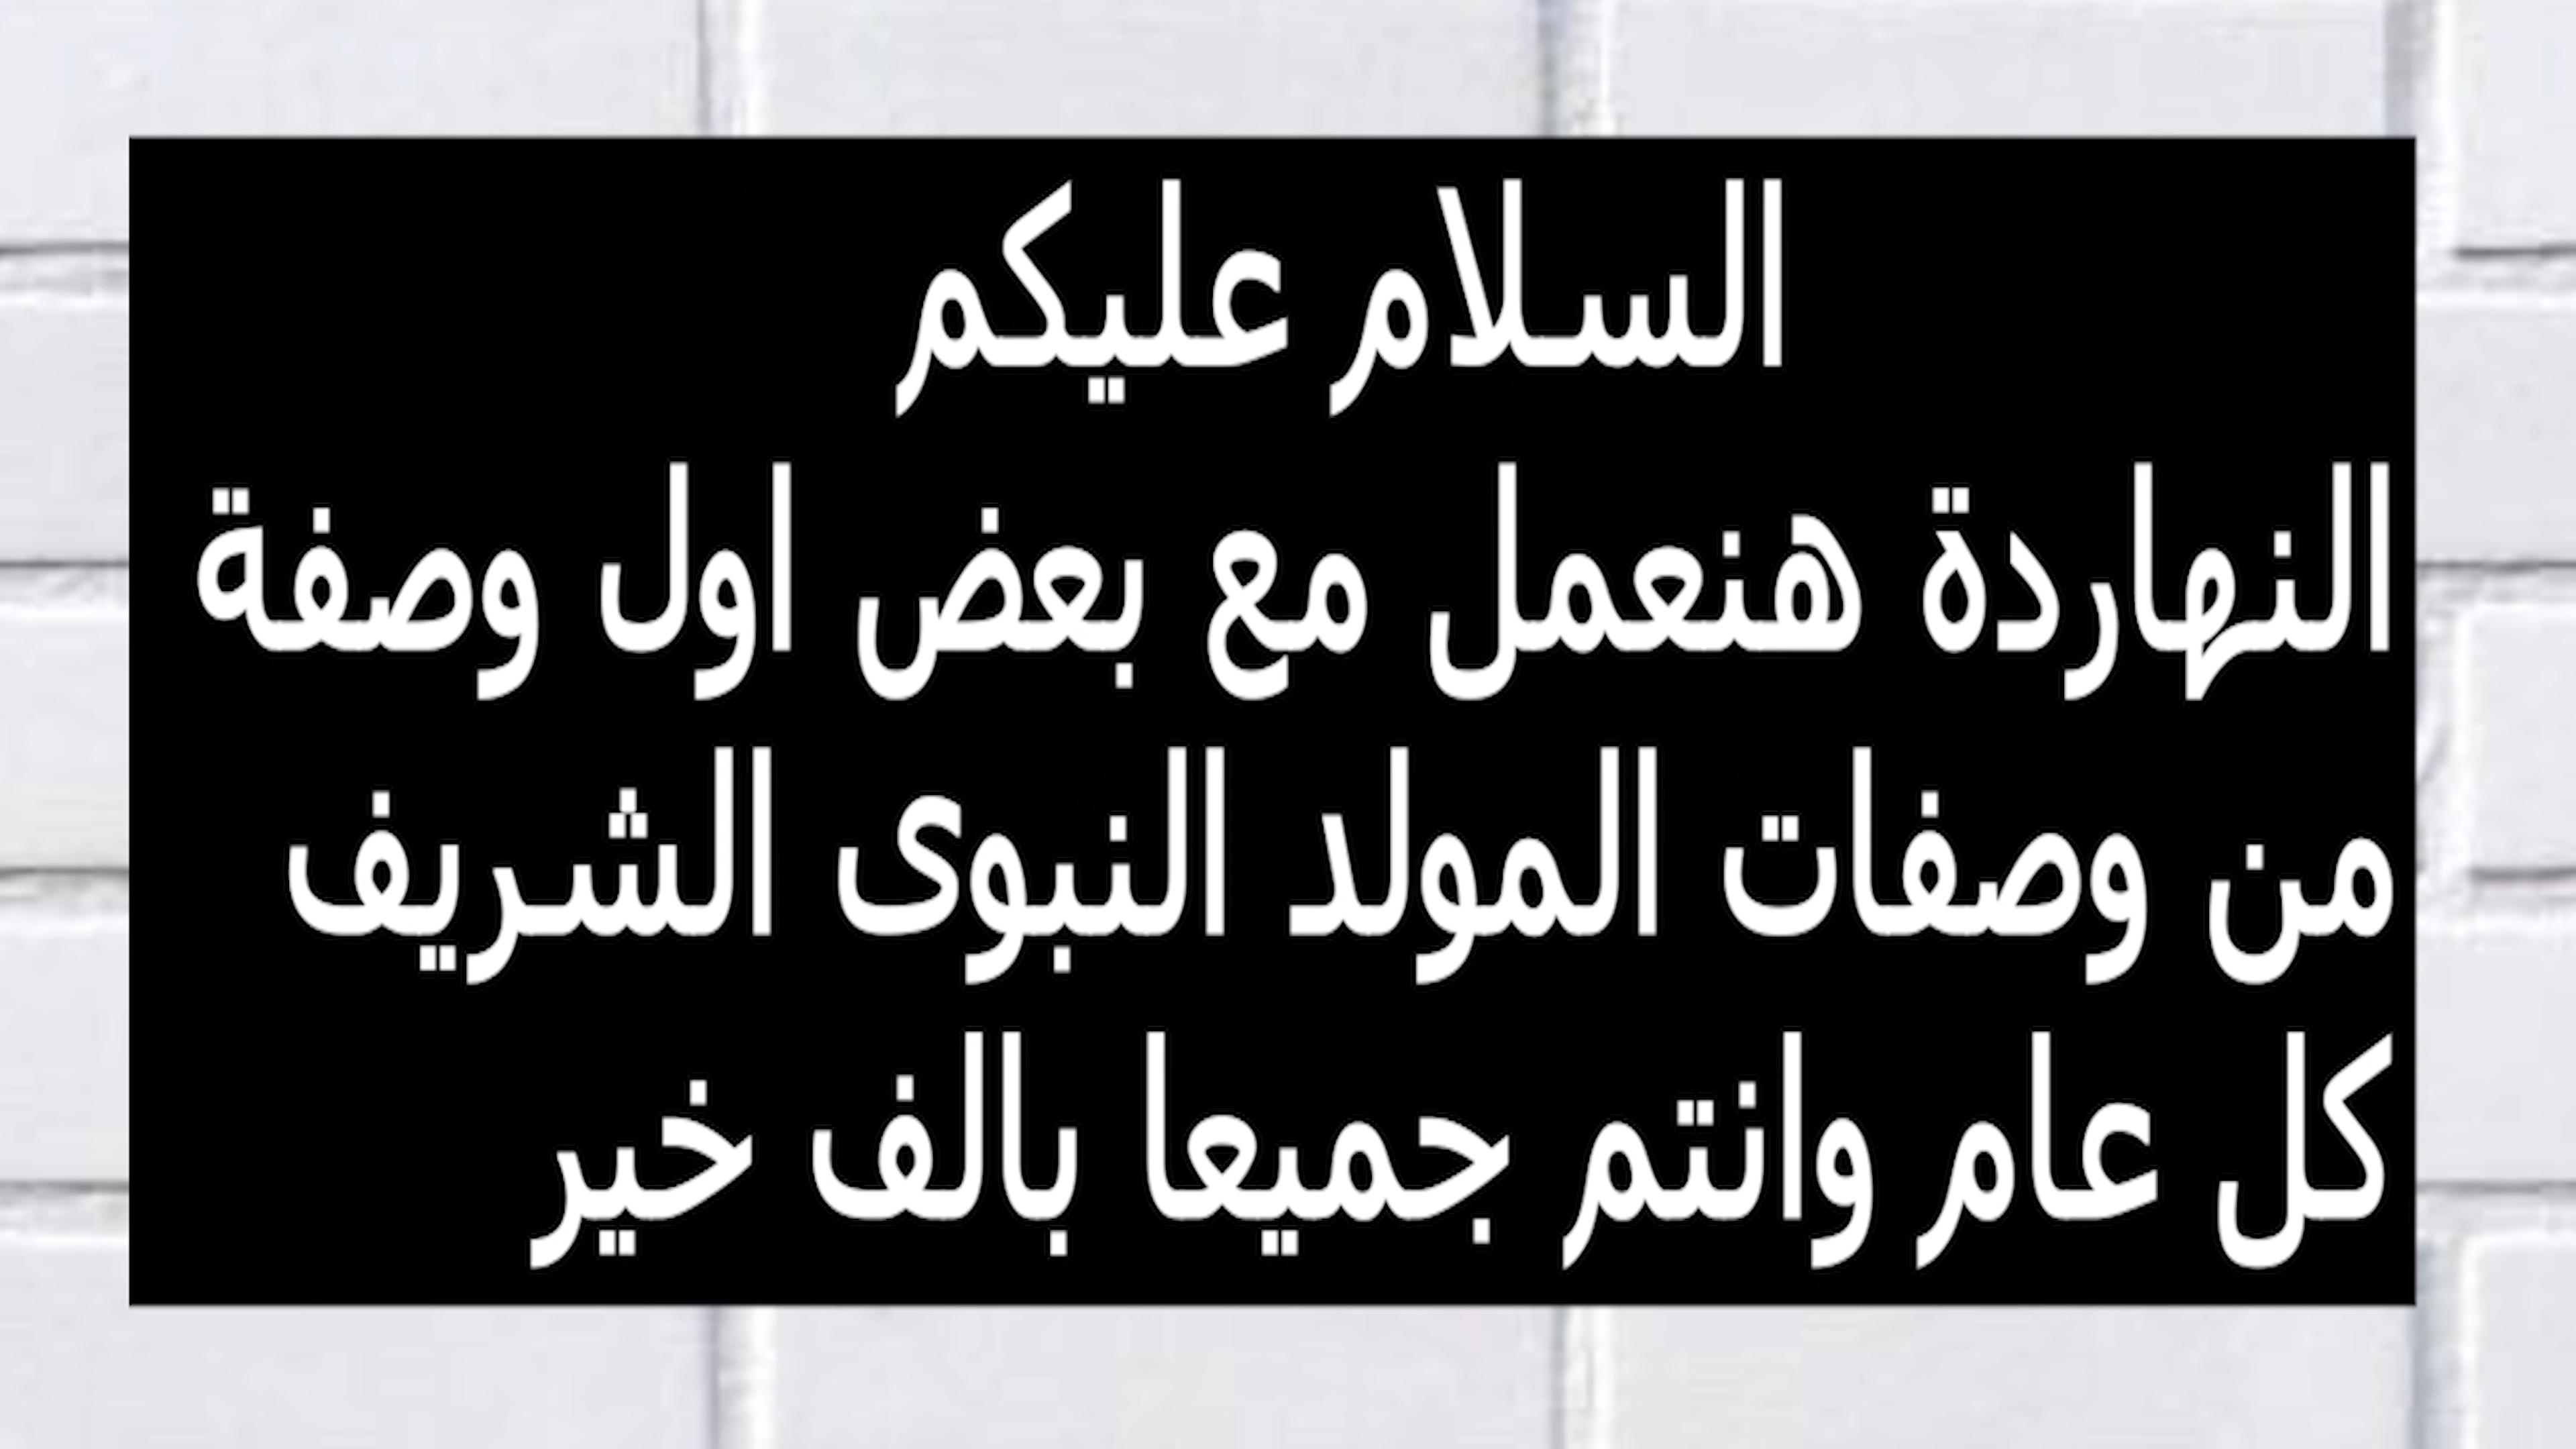 السلام عليكم
النهاردة هنعمل مع بعض اول وصفة
من وصفات المولد النبوى الشريف
كل عام وانتم جميعا بالف خير